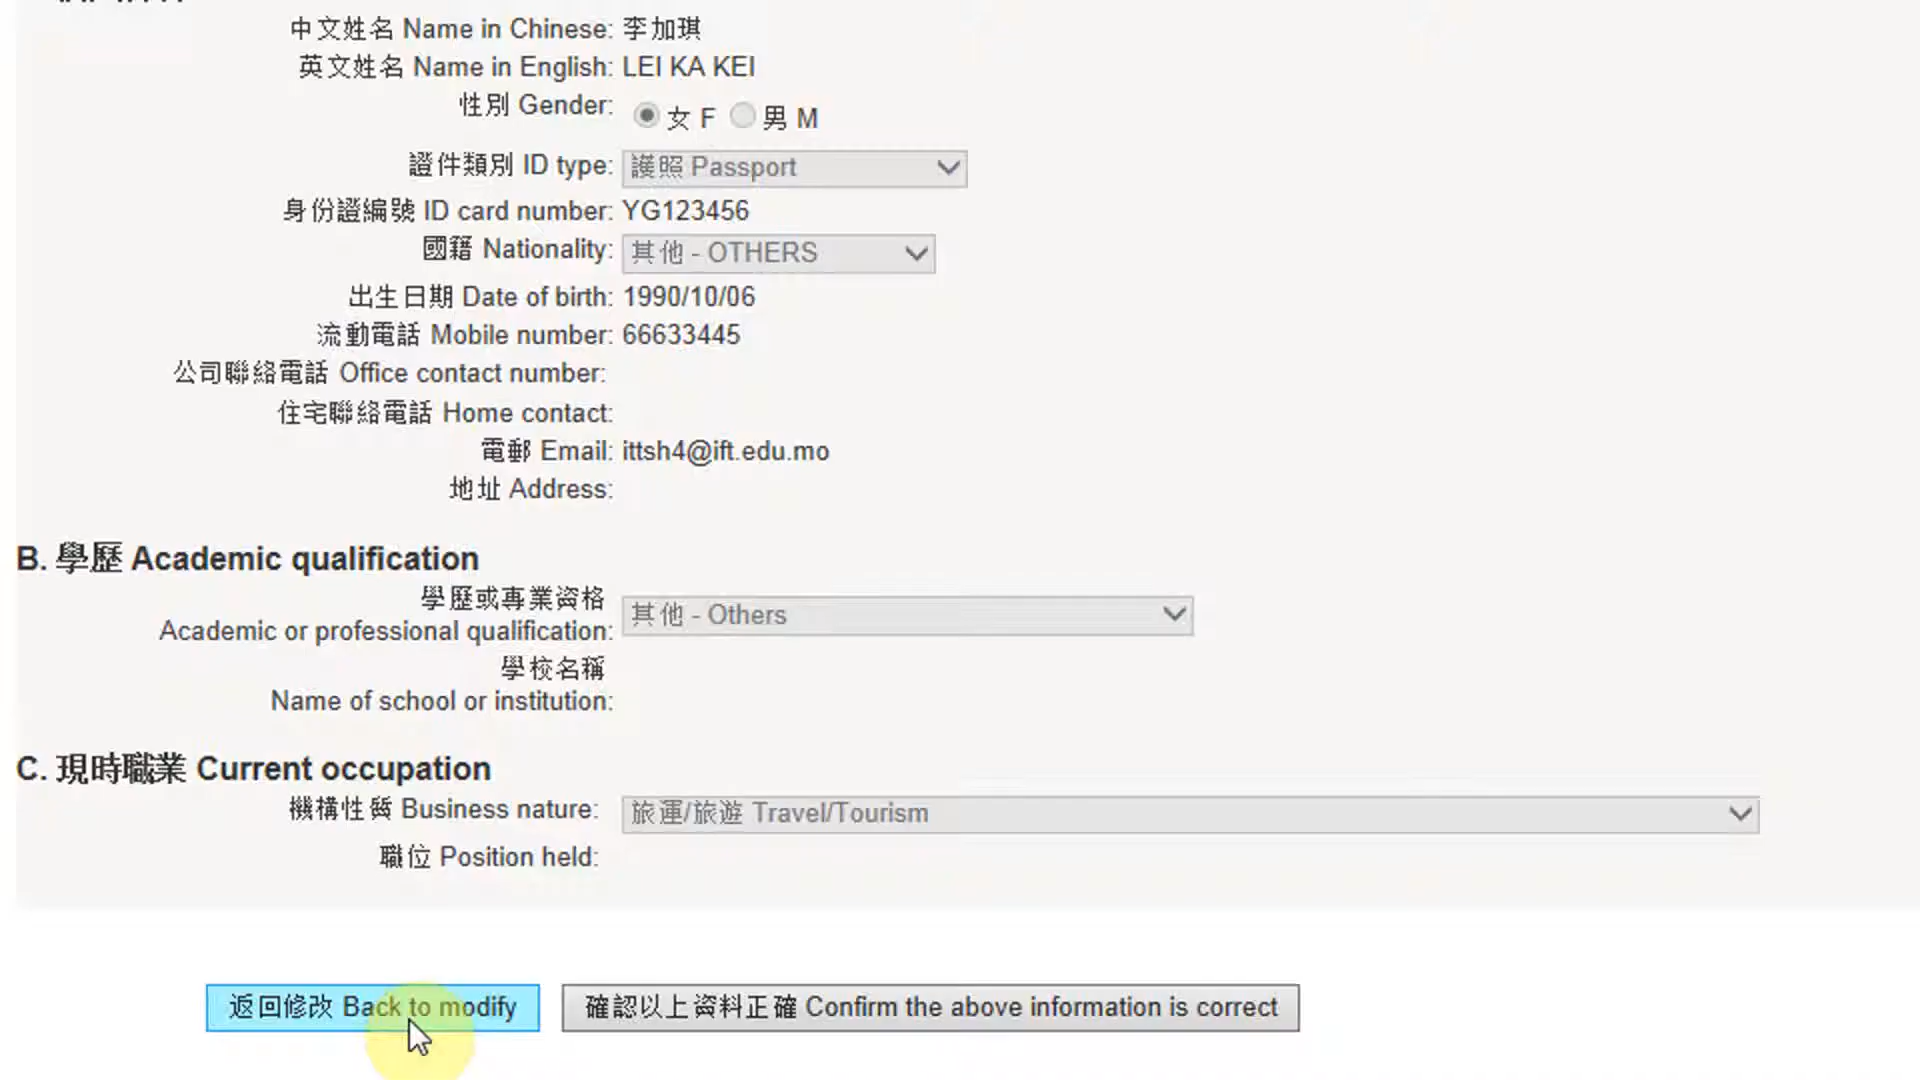 中文姓名 Name in Chinese: 李加琪
英文姓名 Name in English: LEI KA KEI
性別 Gender: 女 F 男 M
證件類別 ID type: 護照 Passport
身份證編號 ID card number: YG123456
國籍 Nationality: 其他 - OTHERS
出生日期 Date of birth: 1990/10/06
流動電話 Mobile number: 66633445
公司聯絡電話 Office contact number:
住宅聯絡電話 Home contact:
電郵 Email: ittsh4@ift.edu.mo
地址 Address:
B. 學歷 Academic qualification
學歷或專業資格
Academic or professional qualification: 其他 - Others
學校名稱
Name of school or institution:
C. 現時職業 Current occupation
機構性質 Business nature: 旅運/旅遊 Travel/Tourism
職位 Position held:
返回修改 Back to modify 確認以上資料正確 Confirm the above information is correct